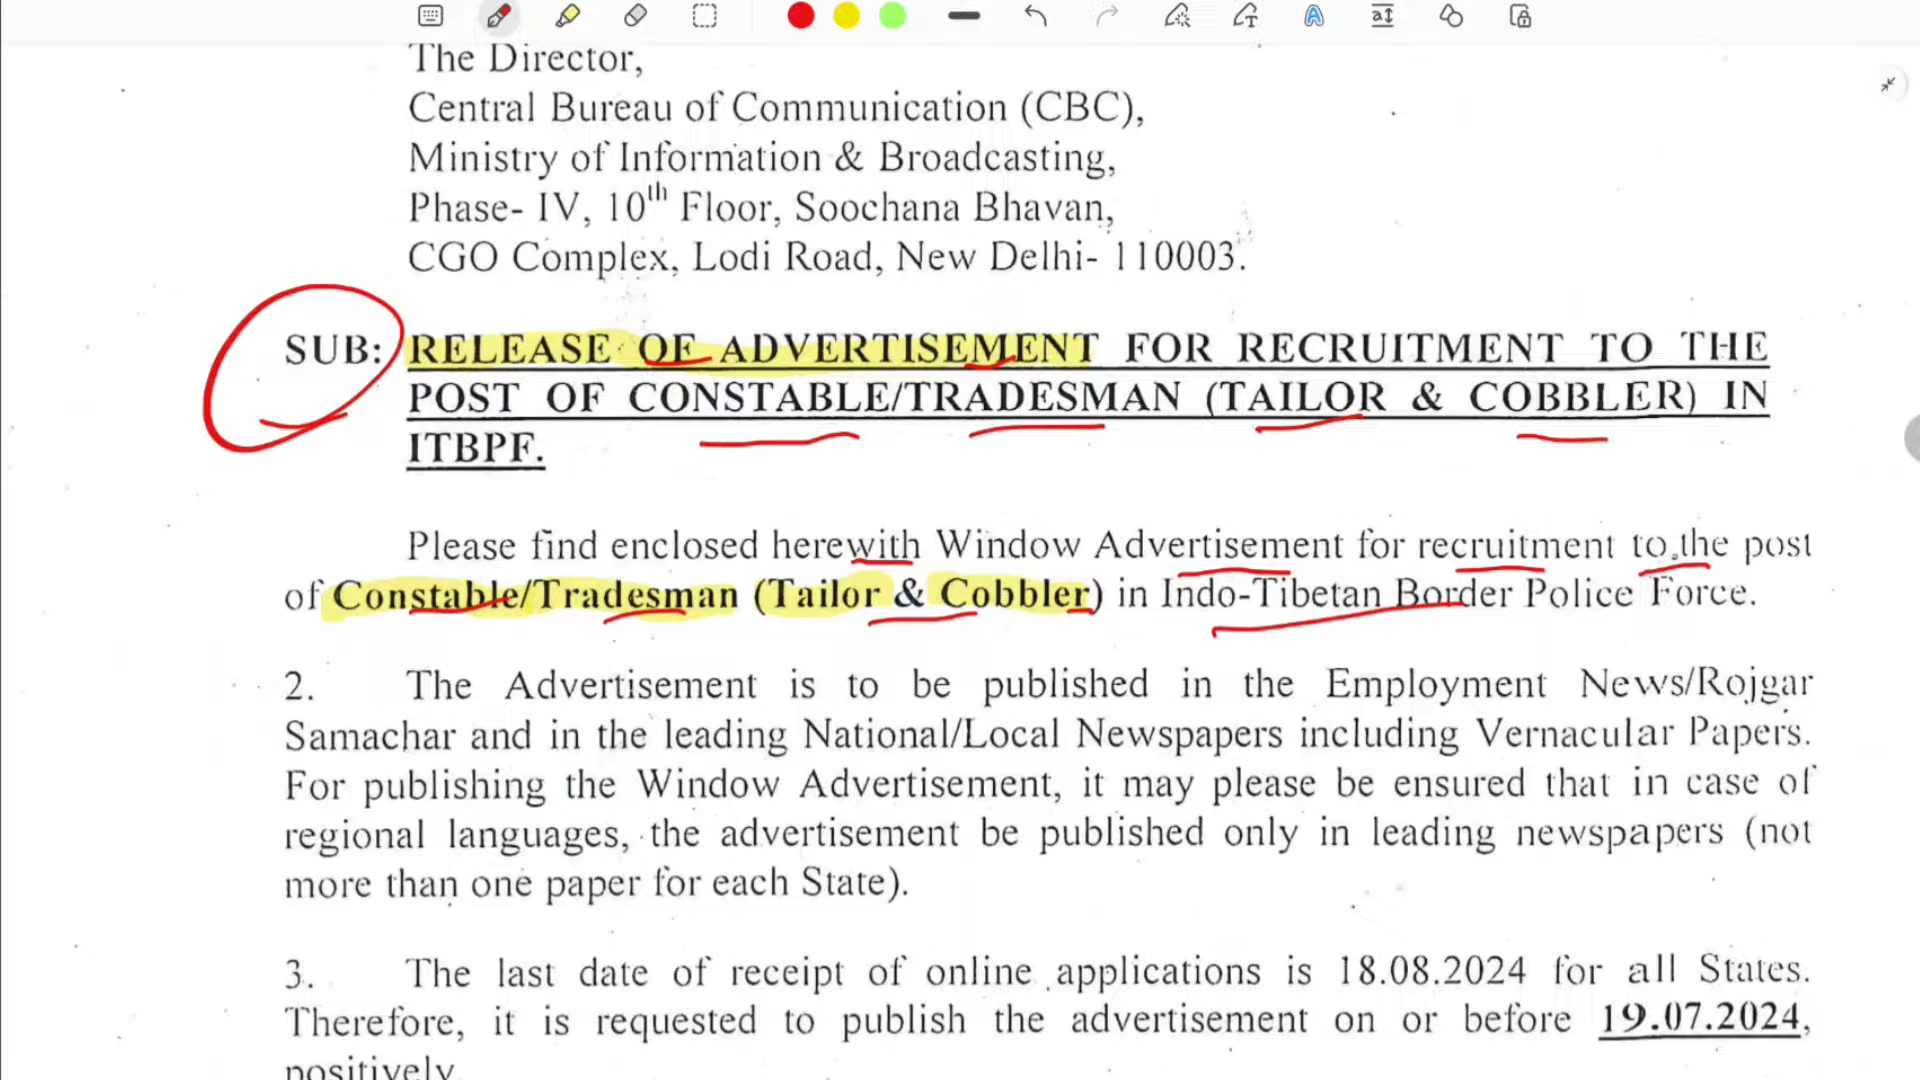 The Director,
Central Bureau of Communication (CBC),
Ministry of Information & Broadcasting,
Phase- IV, 10th Floor, Soochana Bhavan,
CGO Complex, Lodi Road, New Delhi- 110003.
SUB: RELEASE OF ADVERTISEMENT FOR RECRUITMENT TO THE
POST OF CONSTABLE/TRADESMAN (TAILOR & COBBLER) IN
ITBPF.
Please find enclosed herewith Window Advertisement for recruitment to the post
of Constable/Tradesman (Tailor & Cobbler) in Indo-Tibetan Border Police Force.
2. The Advertisement is to be published in the Employment News/Rojgar
Samachar and in the leading National/Local Newspapers including Vernacular Papers.
For publishing the Window Advertisement, it may please be ensured that in case of
regional languages, the advertisement be published only in leading newspapers (not
more than one paper for each State).
3. The last date of receipt of online applications is 18.08.2024 for all States.
Therefore, it is requested to publish the advertisement on or before 19.07.2024,
positively.